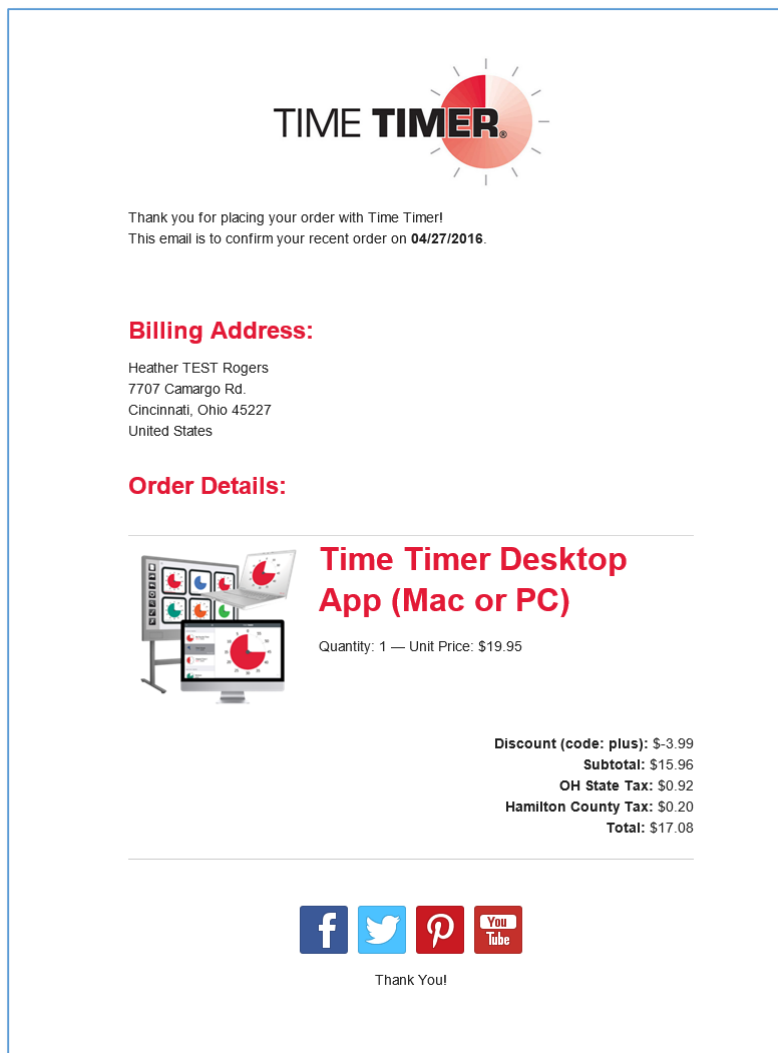 TIME TIMER®
Thank you for placing your order with Time Timer!
This email is to confirm your recent order on 04/27/2016.
Billing Address:
Heather TEST Rogers
7707 Camargo Rd.
Cincinnati, Ohio 45227
United States
Order Details:
Time Timer Desktop
App (Mac or PC)
Quantity: 1 — Unit Price: $19.95
Discount (code: plus): $-3.99
Subtotal: $15.96
OH State Tax: $0.92
Hamilton County Tax: $0.20
Total: $17.08
You
Tube
Thank You!